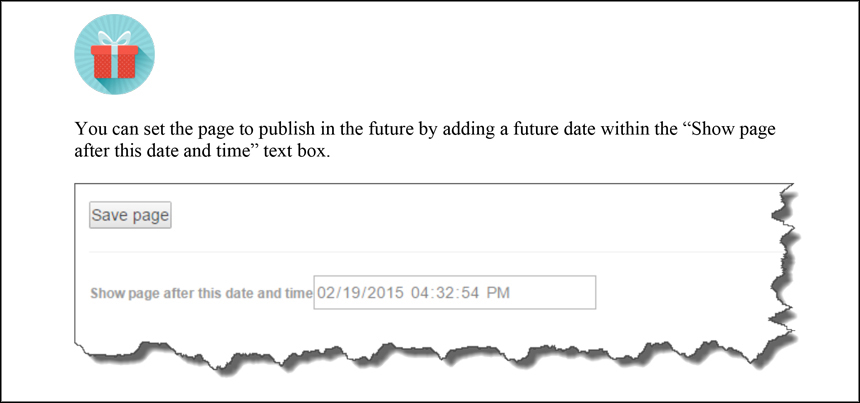 You can set the page to publish in the future by adding a future date within the “Show page
after this date and time” text box.
Save page
Show page after this date and time 02/19/2015 04:32:54 PM